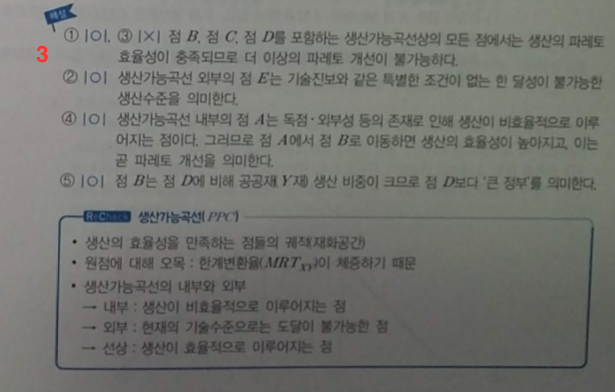 해설
3
① |O|, ③ |×| 점 B, 점 C, 점 D를 포함하는 생산가능곡선상의 모든 점에서는 생산의 파레토
효율성이 충족되므로 더 이상의 파레토 개선이 불가능하다.
② |O| 생산가능곡선 외부의 점 E는 기술진보와 같은 특별한 조건이 없는 한 달성이 불가능한
생산수준을 의미한다.
④ |O| 생산가능곡선 내부의 점 A는 독점·외부성 등의 존재로 인해 생산이 비효율적으로 이루
어지는 점이다. 그러므로 점 A에서 점 B로 이동하면 생산의 효율성이 높아지고, 이는
곧 파레토 개선을 의미한다.
⑤ |O| 점 B는 점 D에 비해 공공재(Y재) 생산 비중이 크므로 점 D보다 '큰 정부'를 의미한다.
ReCheck 생산가능곡선(PPC)
• 생산의 효율성을 만족하는 점들의 궤적(재화공간)
• 원점에 대해 오목 : 한계변환율(MRT_XY)이 체증하기 때문
• 생산가능곡선의 내부와 외부
→ 내부 : 생산이 비효율적으로 이루어지는 점
→ 외부 : 현재의 기술수준으로는 도달이 불가능한 점
→ 선상 : 생산이 효율적으로 이루어지는 점